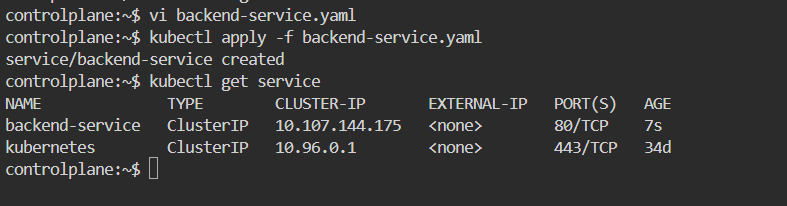 controlplane:~$ vi backend-service.yaml
controlplane:~$ kubectl apply -f backend-service.yaml
service/backend-service created
controlplane:~$ kubectl get service
NAME              TYPE        CLUSTER-IP       EXTERNAL-IP   PORT(S)   AGE
backend-service   ClusterIP   10.107.144.175   <none>        80/TCP    7s
kubernetes        ClusterIP   10.96.0.1        <none>        443/TCP   34d
controlplane:~$